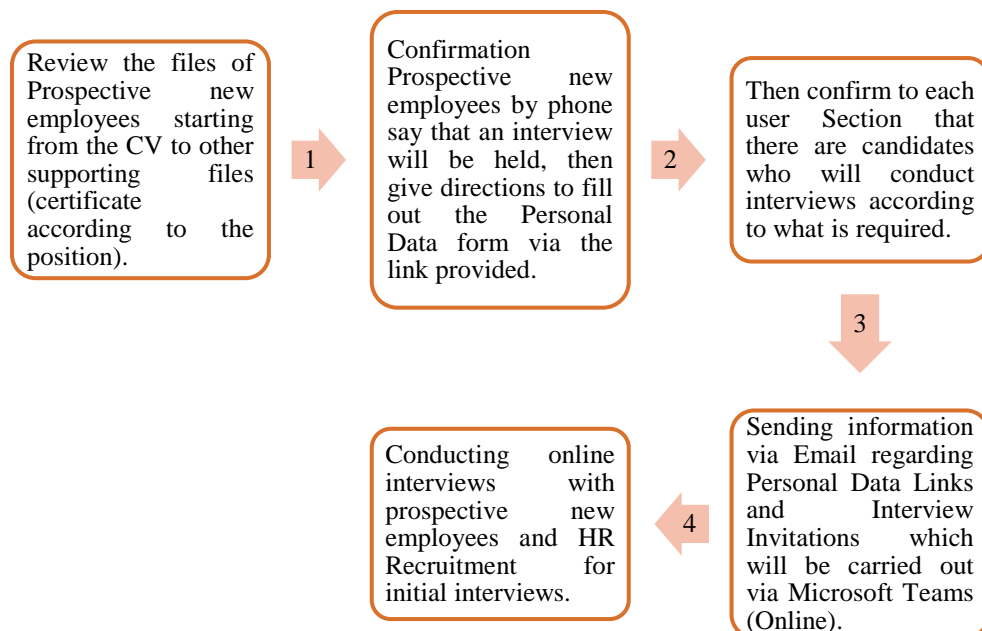 Review the files of
Prospective new
employees starting
from the CV to other
supporting files
(certificate
according to the
position).
1
Confirmation
Prospective new
employees by phone
say that an interview
will be held, then
give directions to fill
out the Personal
Data form via the
link provided.
2
Then confirm to each
user Section that
there are candidates
who will conduct
interviews according
to what is required.
3
Sending information
via Email regarding
Personal Data Links
and Interview
Invitations which
will be carried out
via Microsoft Teams
(Online).
4
Conducting online
interviews with
prospective new
employees and HR
Recruitment for
initial interviews.